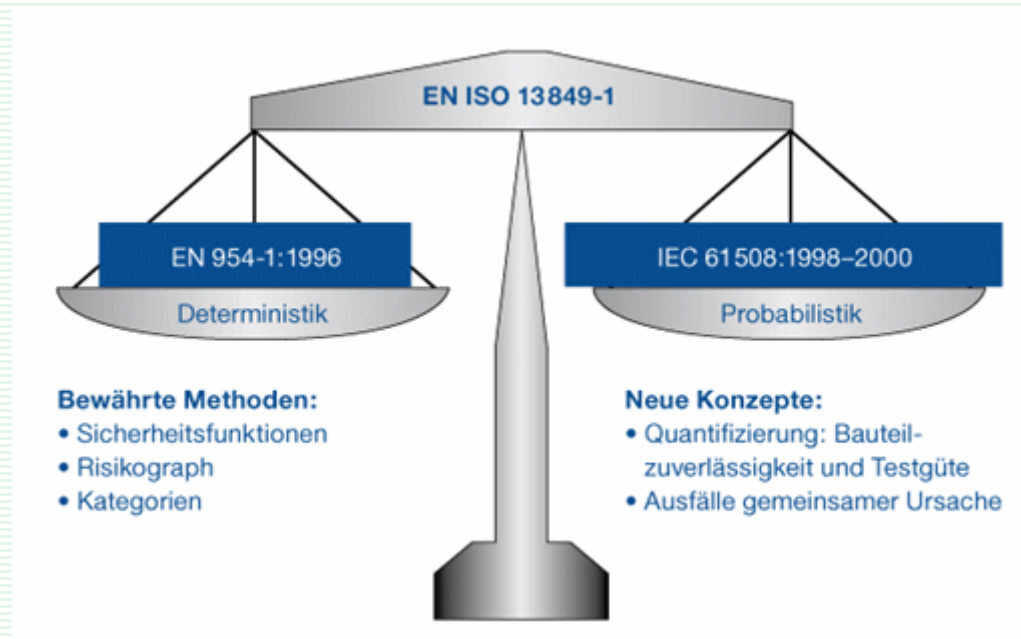 EN ISO 13849-1
EN 954-1:1996
Deterministik
Bewährte Methoden:
• Sicherheitsfunktionen
• Risikograph
• Kategorien
IEC 61508:1998–2000
Probabilistik
Neue Konzepte:
• Quantifizierung: Bauteil-
zuverlässigkeit und Testgüte
• Ausfälle gemeinsamer Ursache